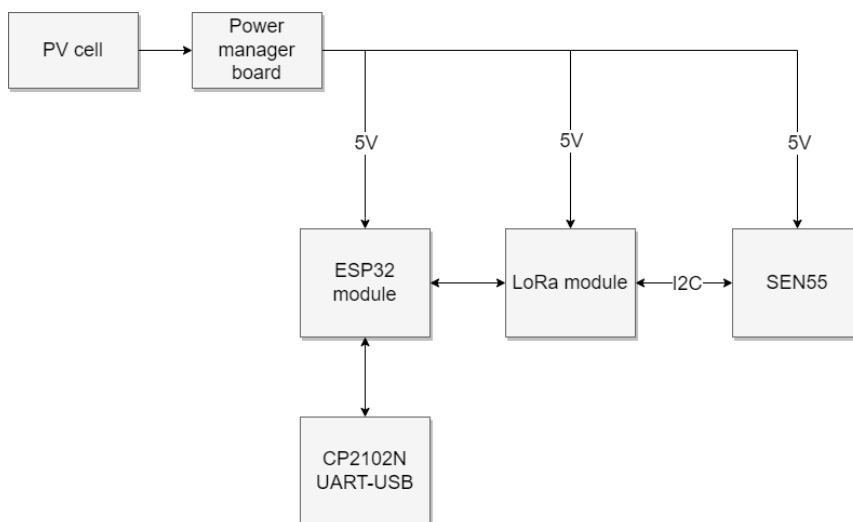 PV cell
Power
manager
board
5V
5V
5V
ESP32
module
LoRa module
I2C
SEN55
CP2102N
UART-USB